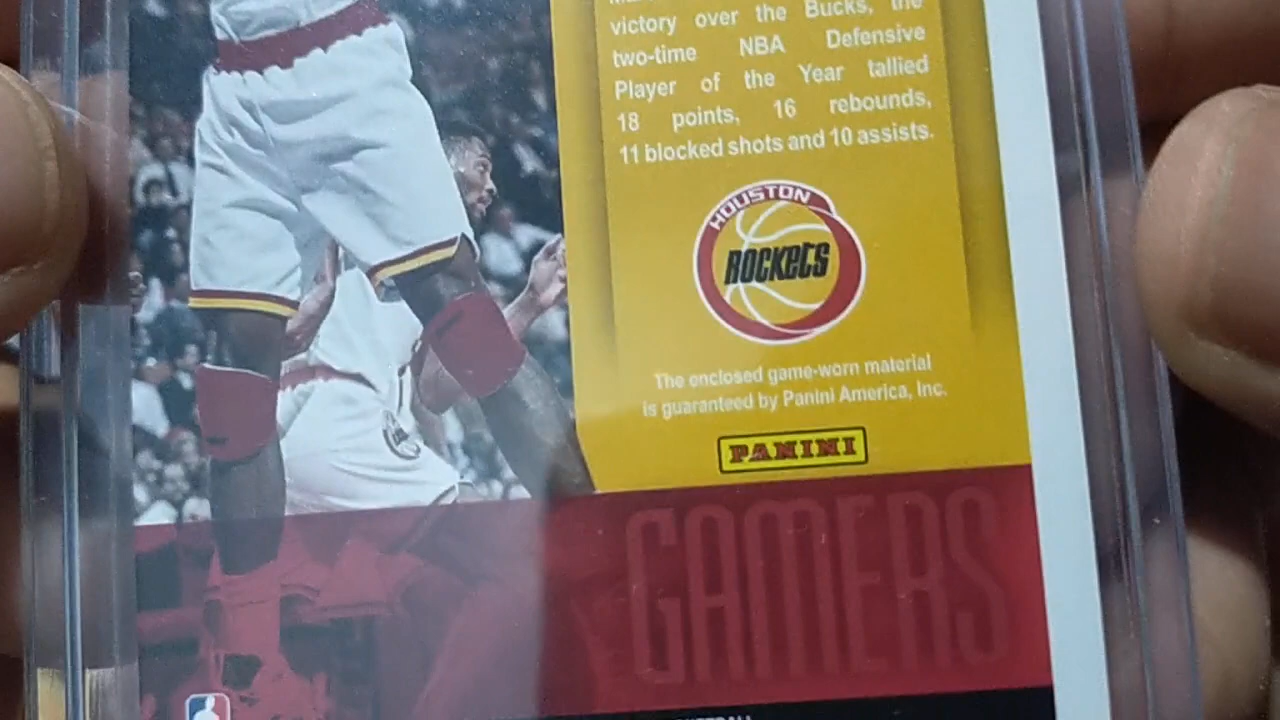 victory over the Bucks, the
two-time NBA Defensive
Player of the Year tallied
18 points, 16 rebounds,
11 blocked shots and 10 assists.
HOUSTON
ROCKETS
The enclosed game-worn material
is guaranteed by Panini America, Inc.
PANINI
GAMERS